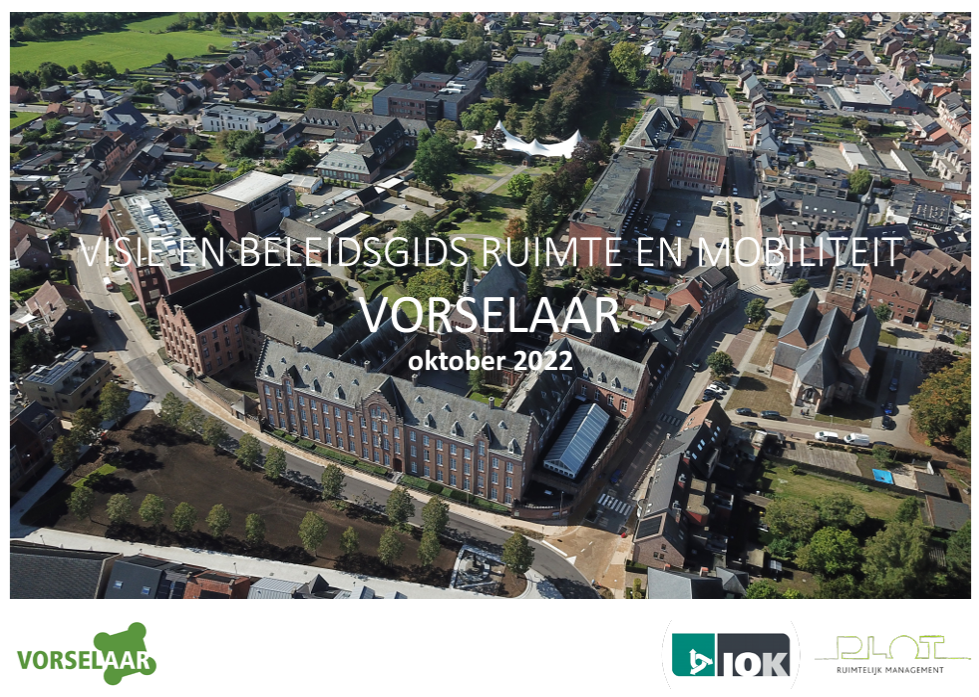 VISIE EN BELEIDSGIDS RUIMTE EN MOBILITEIT
VORSELAAR
oktober 2022
VORSELAAR
IOK
PLOT
RUIMTELIJK MANAGEMENT